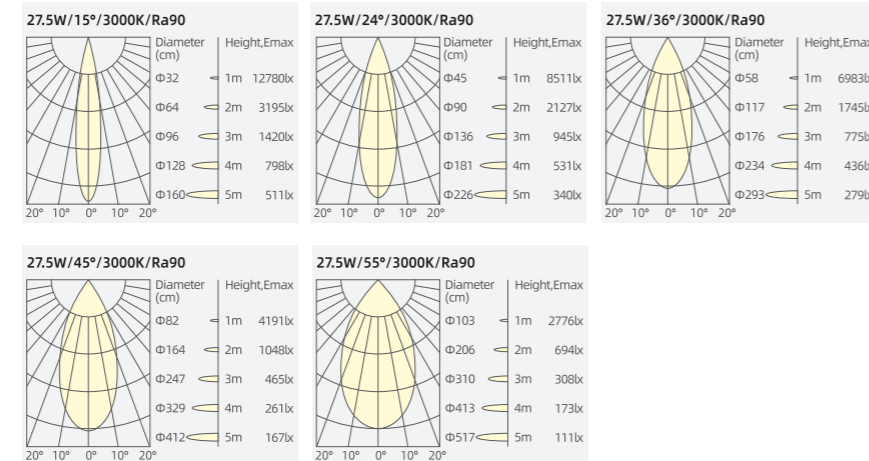 27.5W/15°/3000K/Ra90
Diameter (cm) Height,Emax
Φ32 1m 12780lx
Φ64 2m 3195lx
Φ96 3m 1420lx
Φ128 4m 798lx
Φ160 5m 511lx
20° 10° 0° 10° 20°
27.5W/24°/3000K/Ra90
Diameter (cm) Height,Emax
Φ45 1m 8511lx
Φ90 2m 2127lx
Φ136 3m 945lx
Φ181 4m 531lx
Φ226 5m 340lx
20° 10° 0° 10° 20°
27.5W/36°/3000K/Ra90
Diameter (cm) Height,Emax
Φ58 1m 6983lx
Φ117 2m 1745lx
Φ176 3m 775lx
Φ234 4m 436lx
Φ293 5m 279lx
20° 10° 0° 10° 20°
27.5W/45°/3000K/Ra90
Diameter (cm) Height,Emax
Φ82 1m 4191lx
Φ164 2m 1048lx
Φ247 3m 465lx
Φ329 4m 261lx
Φ412 5m 167lx
20° 10° 0° 10° 20°
27.5W/55°/3000K/Ra90
Diameter (cm) Height,Emax
Φ103 1m 2776lx
Φ206 2m 694lx
Φ310 3m 308lx
Φ413 4m 173lx
Φ517 5m 111lx
20° 10° 0° 10° 20°